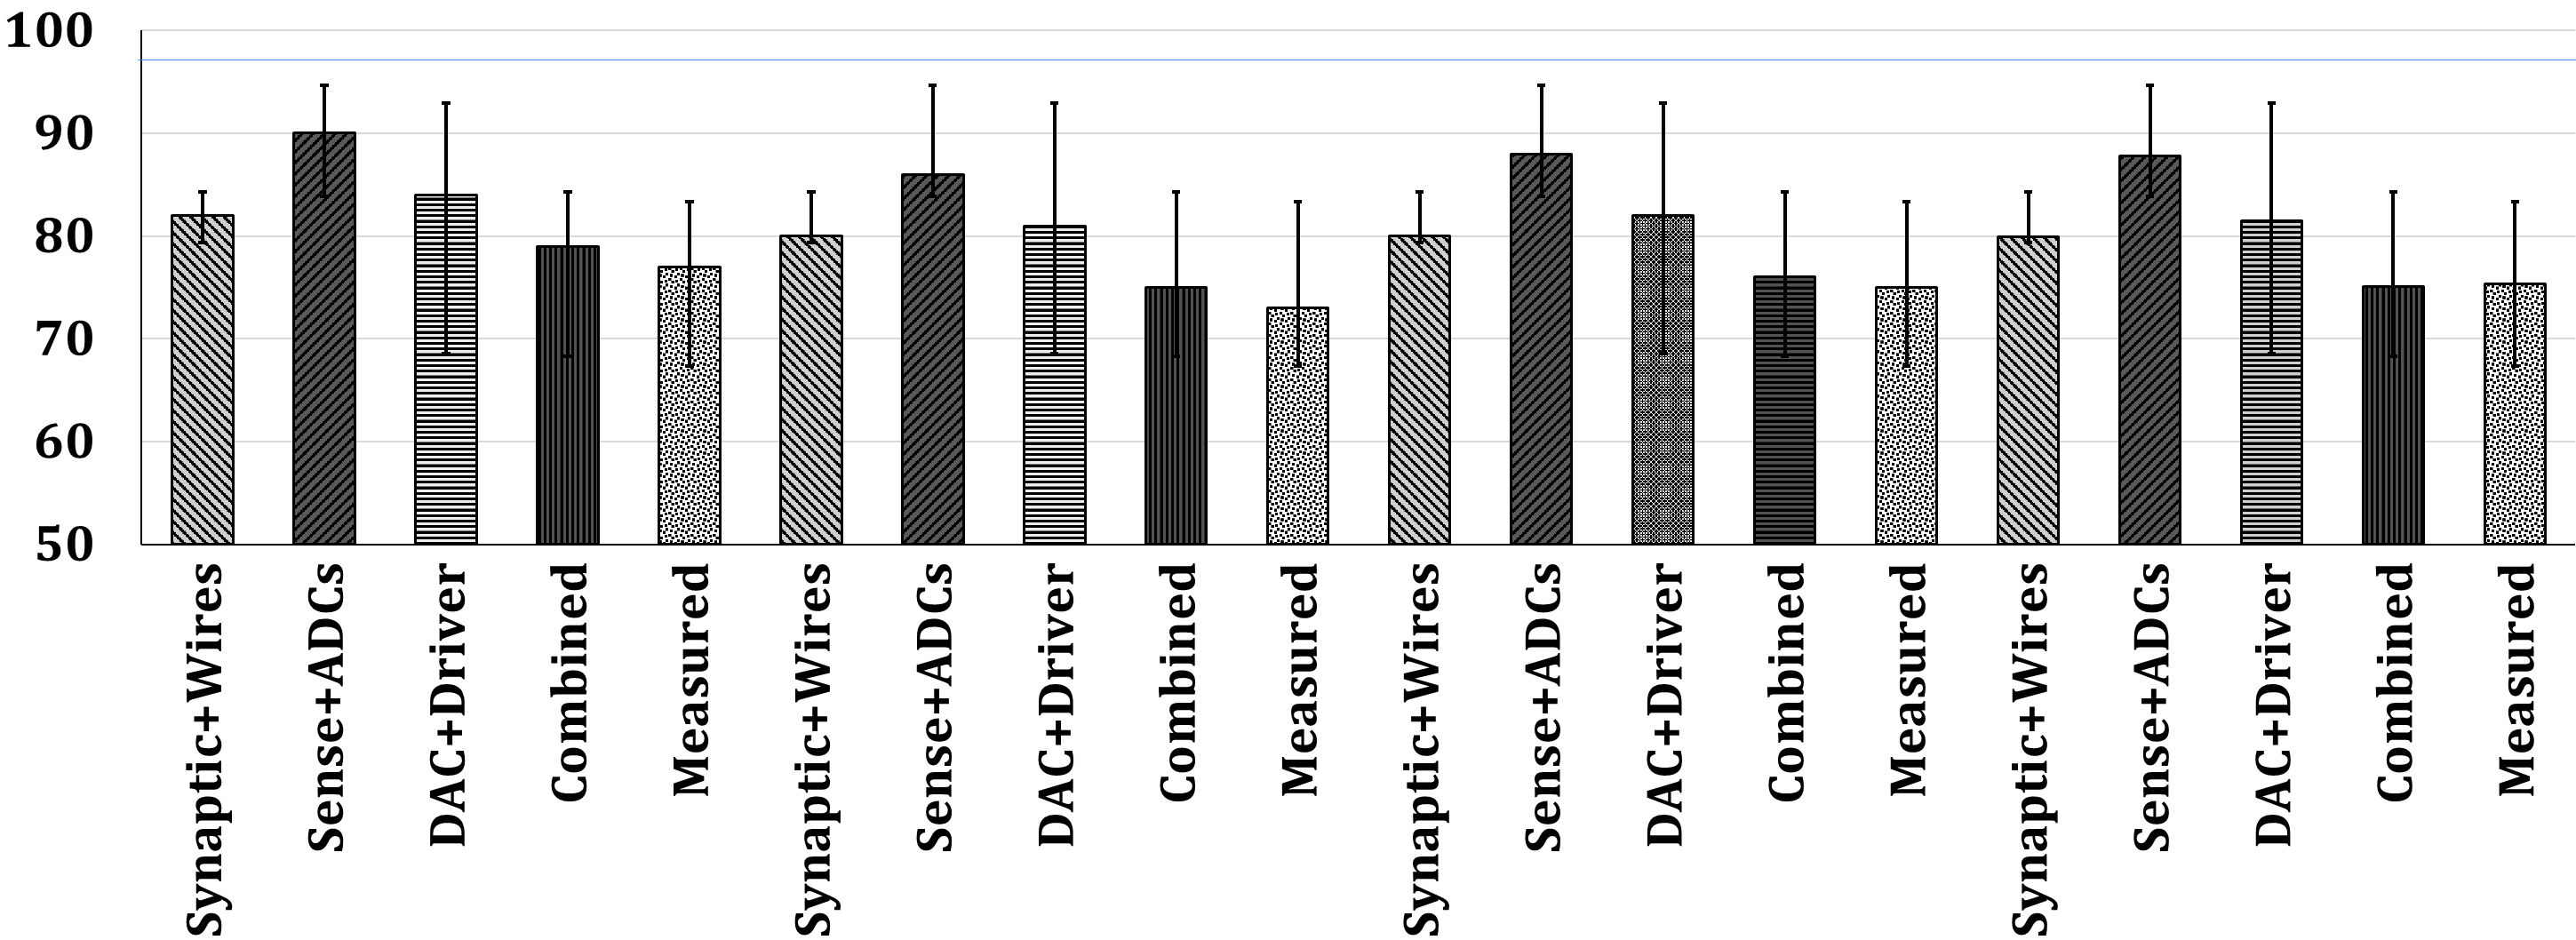 100
90
80
70
60
50
Synaptic+Wires
Sense+ADCs
DAC+Driver
Combined
Measured
Synaptic+Wires
Sense+ADCs
DAC+Driver
Combined
Measured
Synaptic+Wires
Sense+ADCs
DAC+Driver
Combined
Measured
Synaptic+Wires
Sense+ADCs
DAC+Driver
Combined
Measured